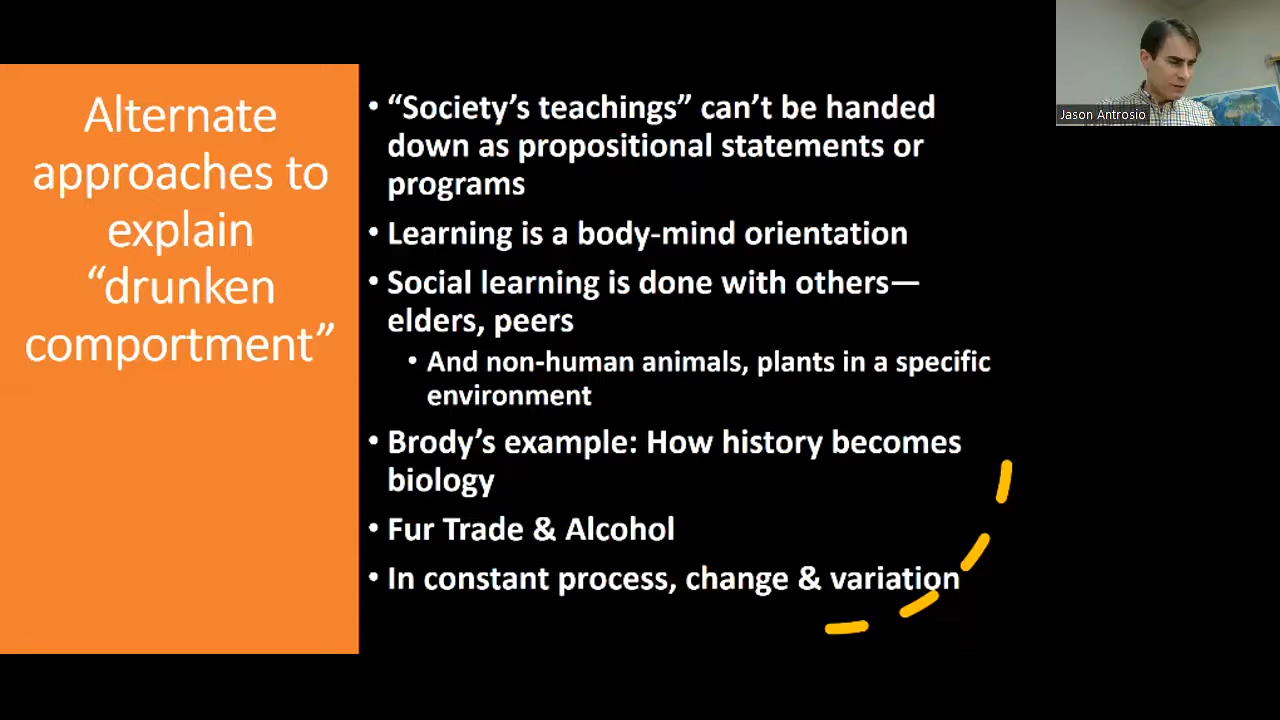 Alternate
approaches to
explain
“drunken
comportment”
• “Society’s teachings” can’t be handed
down as propositional statements or
programs
• Learning is a body-mind orientation
• Social learning is done with others—
elders, peers
• And non-human animals, plants in a specific
environment
• Brody’s example: How history becomes
biology
• Fur Trade & Alcohol
• In constant process, change & variation
Jason Antrosio